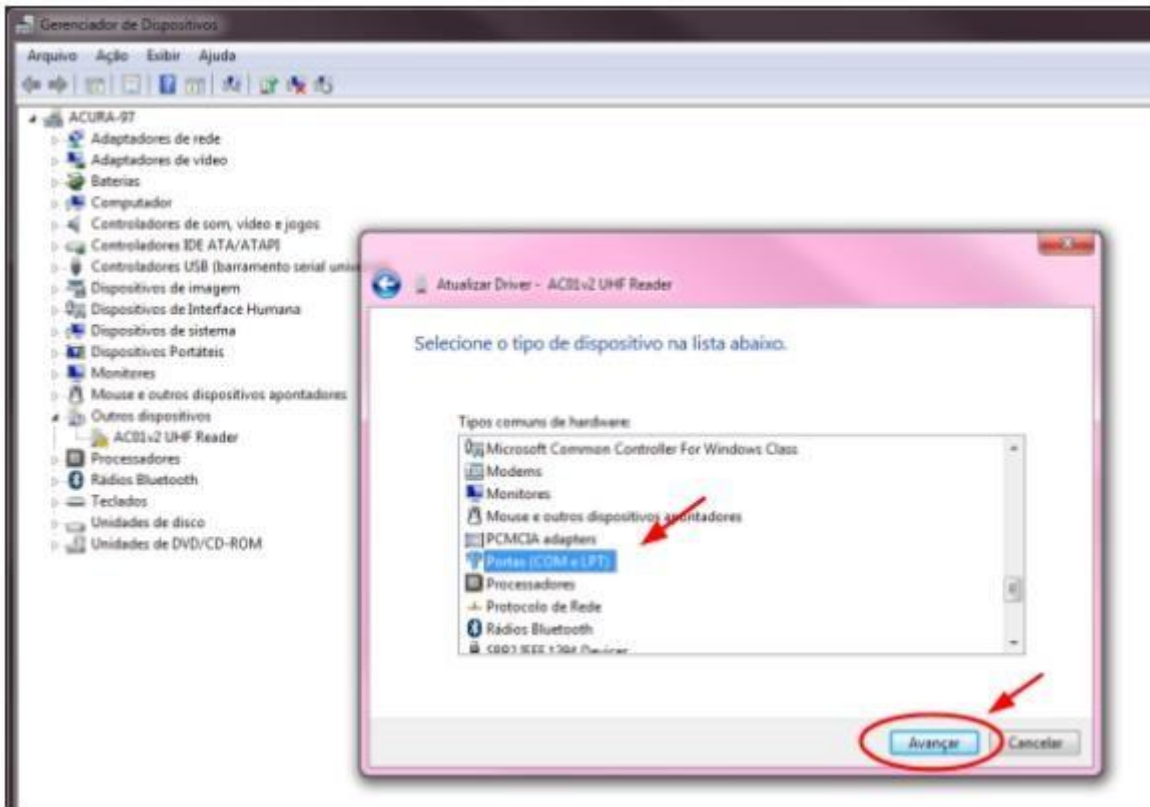 Gerenciador de Dispositivos
Arquivo Ação Exibir Ajuda
ACURA-97
Adaptadores de rede
Adaptadores de vídeo
Baterias
Computador
Controladores de som, vídeo e jogos
Controladores IDE ATA/ATAPI
Controladores USB (barramento serial
Dispositivos de imagem
Dispositivos de Interface Humana
Dispositivos de sistema
Dispositivos Portáteis
Monitores
Mouse e outros dispositivos apontadores
Outros dispositivos
AC01v2 UHF Reader
Processadores
Rádios Bluetooth
Teclados
Unidades de disco
Unidades de DVD/CD-ROM
Atualizar Driver - AC01v2 UHF Reader
Selecione o tipo de dispositivo na lista abaixo.
Tipos comuns de hardware:
Microsoft Common Controller For Windows Class
Modems
Monitores
Mouse e outros dispositivos apontadores
PCMCIA adapters
Portas (COM e LPT)
Processadores
Protocolo de Rede
Rádios Bluetooth
SBP2 IEEE 1394 Devices
Avançar Cancelar